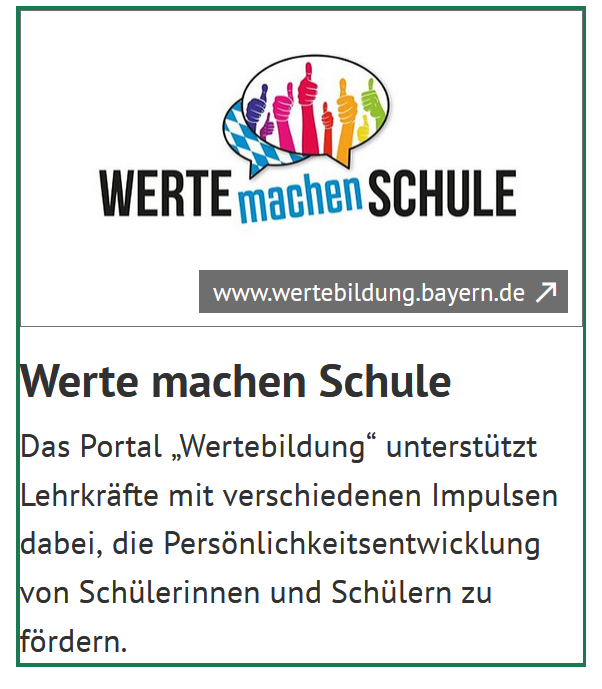 WERTE machen SCHULE
www.wertebildung.bayern.de
Werte machen Schule
Das Portal „Wertebildung“ unterstützt
Lehrkräfte mit verschiedenen Impulsen
dabei, die Persönlichkeitsentwicklung
von Schülerinnen und Schülern zu
fördern.